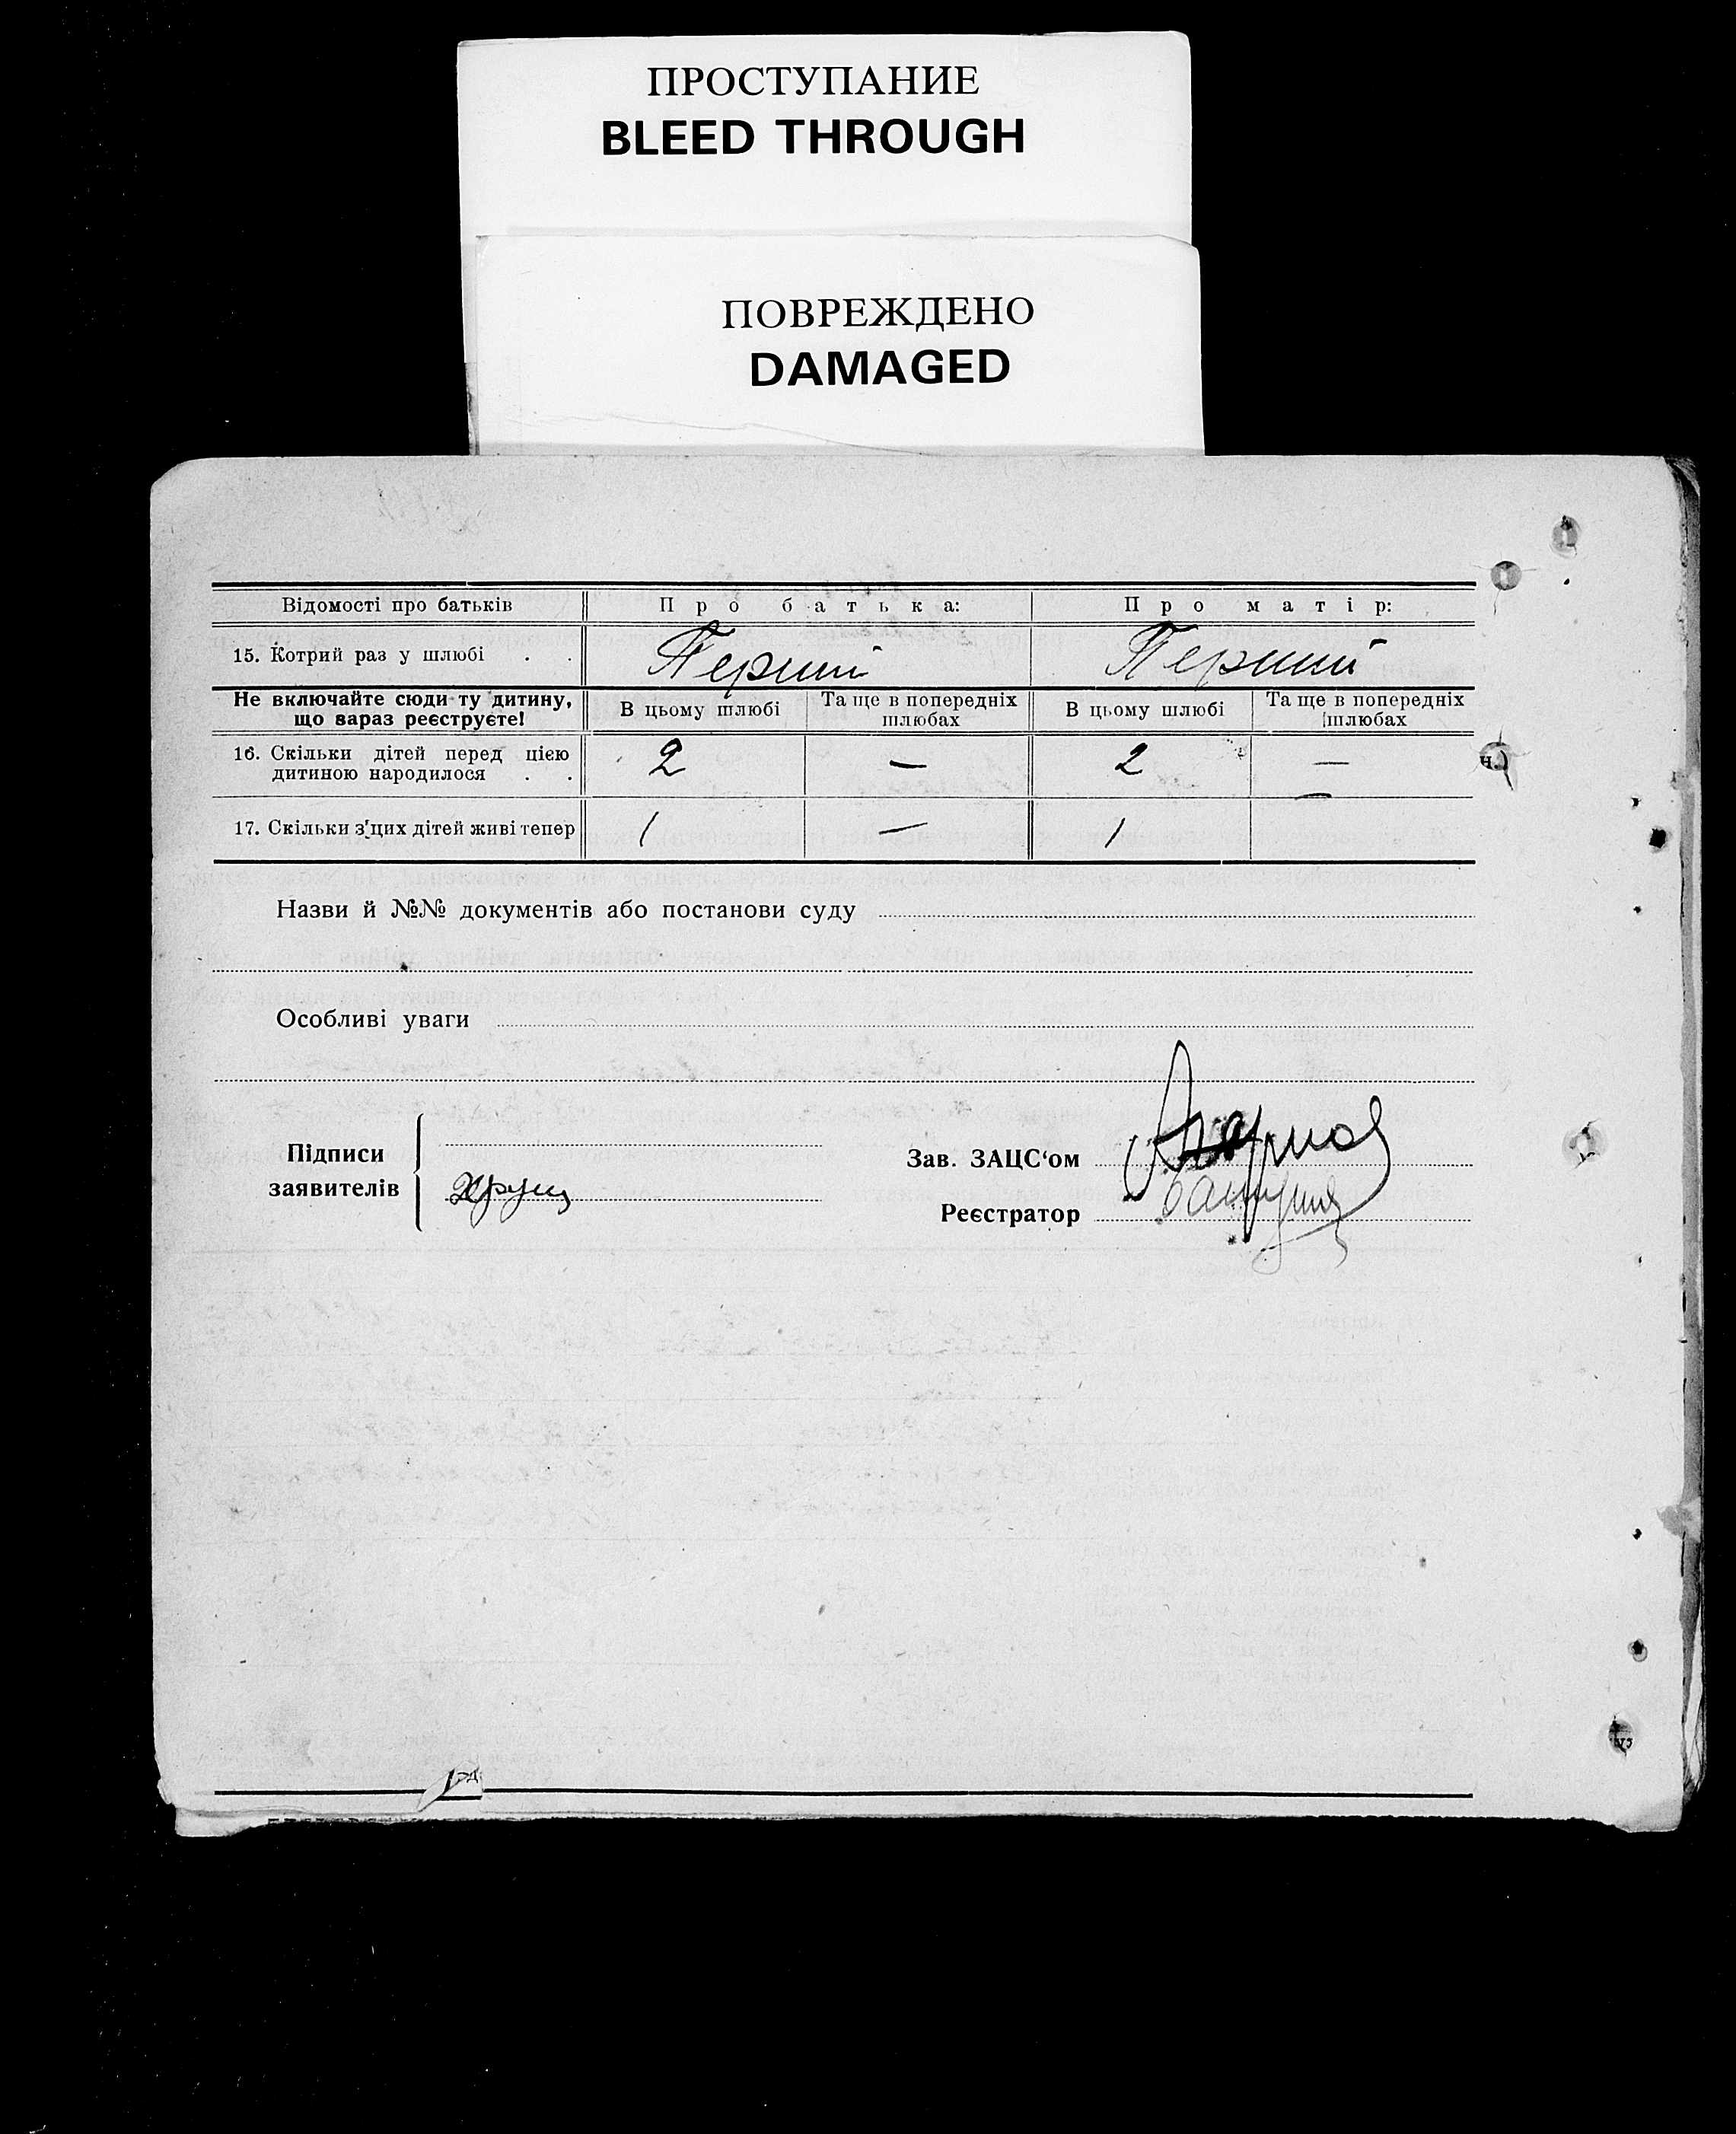 ПРОСТУПАНИЕ
BLEED THROUGH
ПОВРЕЖДЕНО
DAMAGED
Відомості про батьків Про батька: Про матір:
15. Котрий раз у шлюбі . . Перший Перший
Не включайте сюди ту дитину, що вараз реєструєте! В цьому шлюбі Та ще в попередніх шлюбах В цьому шлюбі Та ще в попередніх шлюбах
16. Скільки дітей перед цією дитиною народилося . . 2 — 2 —
17. Скільки з'цих дітей живі тепер 1 — 1 —
Назви й №№ документів або постанови суду
Особливі уваги
Підписи
заявителів
Хрущ
Зав. ЗАЦС‘ом
Реєстратор